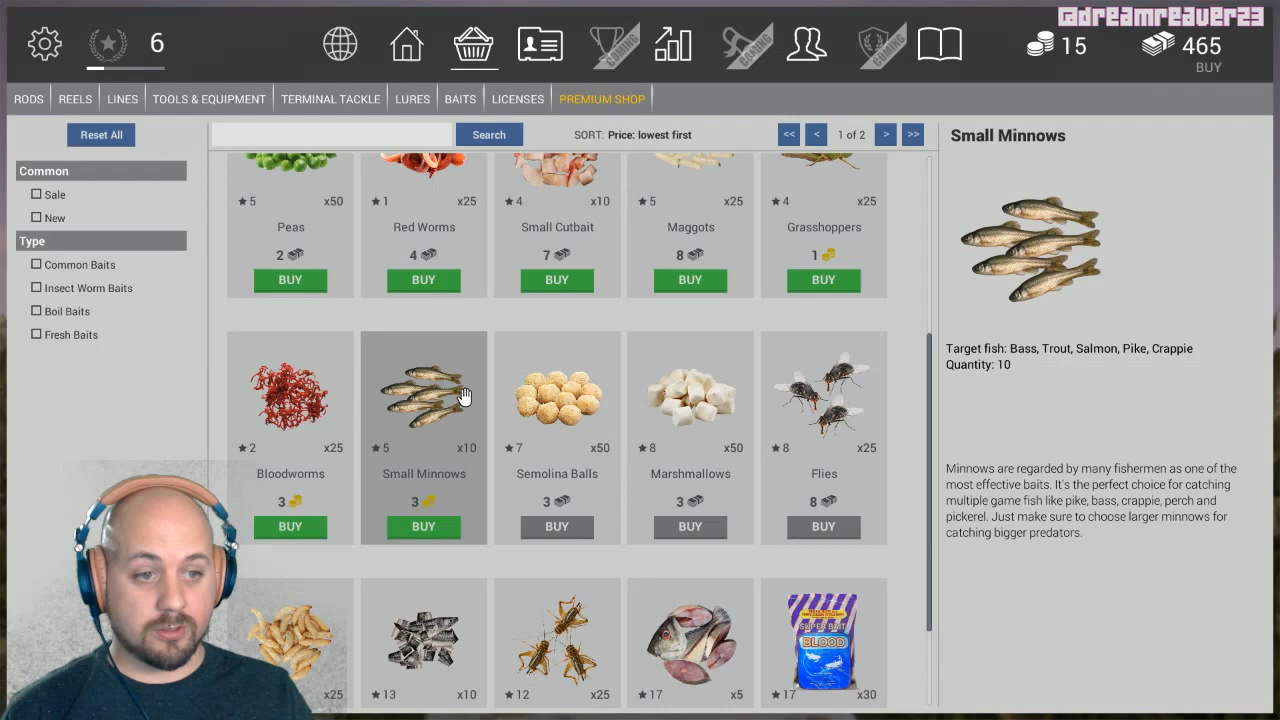 @dreamreaver23
6
COMING
COMING
COMING
15
465
BUY
RODS REELS LINES TOOLS & EQUIPMENT TERMINAL TACKLE LURES BAITS LICENSES PREMIUM SHOP
Reset All
Search
SORT: Price: lowest first
<< < 1 of 2 > >>
Common
Sale
New
Type
Common Baits
Insect Worm Baits
Boil Baits
Fresh Baits
5 x50 1 x25 4 x10 5 x25 4 x25
Peas Red Worms Small Cutbait Maggots Grasshoppers
2 4 7 8 1
BUY BUY BUY BUY BUY
2 x25 5 x10 7 x50 8 x50 8 x25
Bloodworms Small Minnows Semolina Balls Marshmallows Flies
3 3 3 3 8
BUY BUY BUY BUY BUY
SUPER BAIT
BLOOD
x25 13 x10 12 x25 17 x5 17 x30
Small Minnows
Target fish: Bass, Trout, Salmon, Pike, Crappie
Quantity: 10
Minnows are regarded by many fishermen as one of the
most effective baits. It's the perfect choice for catching
multiple game fish like pike, bass, crappie, perch and
pickerel. Just make sure to choose larger minnows for
catching bigger predators.